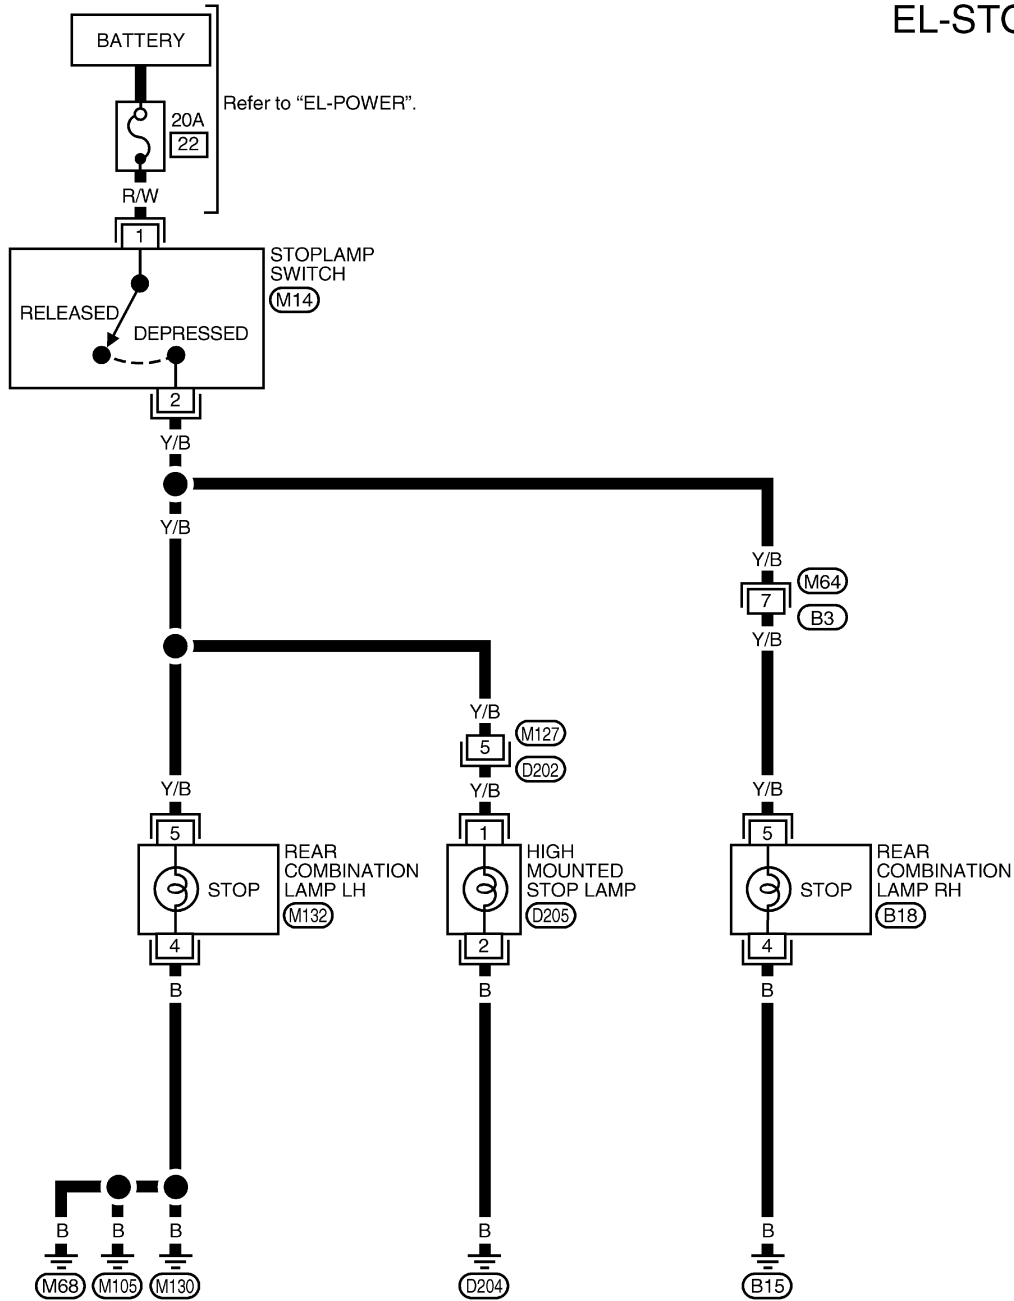 EL-STO
BATTERY
Refer to “EL-POWER”.
20A
22
R/W
1
STOPLAMP
SWITCH
M14
RELEASED
DEPRESSED
2
Y/B
Y/B
Y/B
M64
7
B3
Y/B
Y/B
M127
5
D202
Y/B
Y/B
Y/B
5
1
5
REAR
COMBINATION
LAMP LH
M132
STOP
HIGH
MOUNTED
STOP LAMP
D205
REAR
COMBINATION
LAMP RH
B18
STOP
4
2
4
B
B
B
B
B
B
B
B
M68
M105
M130
D204
B15